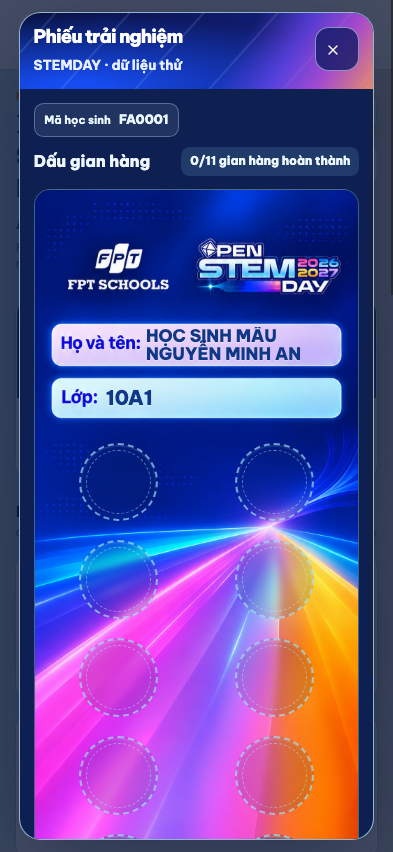 Phiếu trải nghiệm
STEMDAY · dữ liệu thử
×
Mã học sinh FA0001
Dấu gian hàng
0/11 gian hàng hoàn thành
FPT
FPT SCHOOLS
OPEN
STEM 2026
2027
DAY
Họ và tên: HỌC SINH MẪU
NGUYỄN MINH AN
Lớp: 10A1